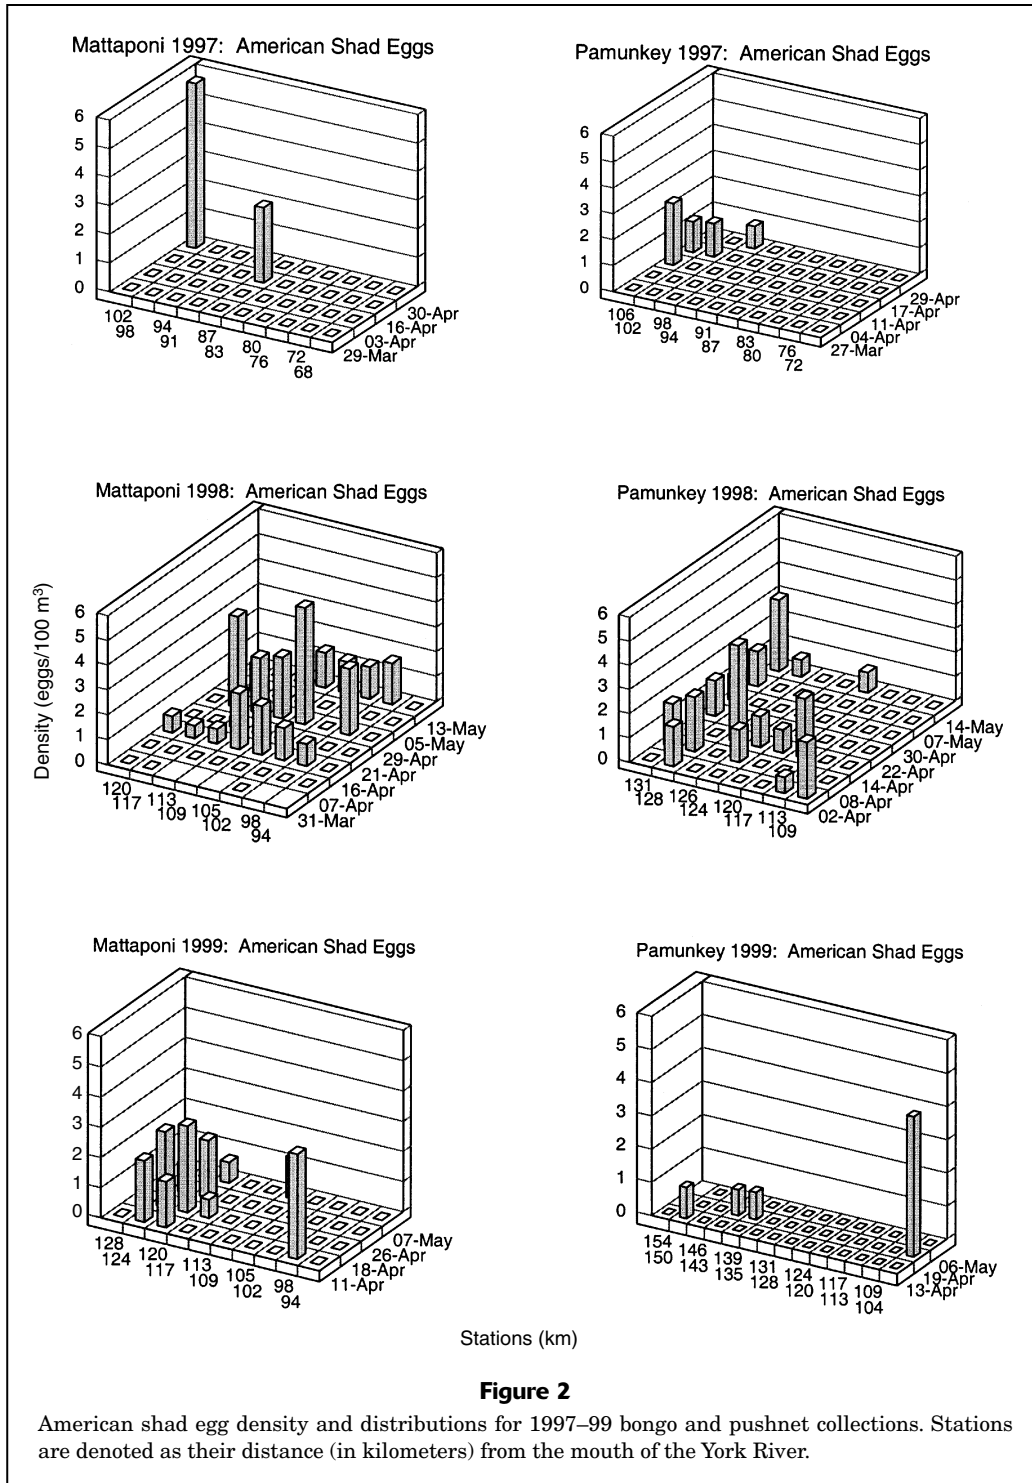 Mattaponi 1997: American Shad Eggs
6
5
4
3
2
1
0
102
98
94
91
87
83
80
76
72
68
29-Mar
03-Apr
16-Apr
30-Apr
Pamunkey 1997: American Shad Eggs
6
5
4
3
2
1
0
106
102
98
94
91
87
83
80
76
72
27-Mar
04-Apr
11-Apr
17-Apr
29-Apr
Density (eggs/100 m³)
Mattaponi 1998: American Shad Eggs
6
5
4
3
2
1
0
120
117
113
109
105
102
98
94
31-Mar
07-Apr
16-Apr
21-Apr
29-Apr
05-May
13-May
Pamunkey 1998: American Shad Eggs
6
5
4
3
2
1
0
131
128
126
124
120
117
113
109
02-Apr
08-Apr
14-Apr
22-Apr
30-Apr
07-May
14-May
Mattaponi 1999: American Shad Eggs
6
5
4
3
2
1
0
128
124
120
117
113
109
105
102
98
94
11-Apr
18-Apr
26-Apr
07-May
Pamunkey 1999: American Shad Eggs
6
5
4
3
2
1
0
154
150
146
143
139
135
131
128
124
120
117
113
109
104
13-Apr
19-Apr
06-May
Stations (km)
Figure 2
American shad egg density and distributions for 1997–99 bongo and pushnet collections. Stations
are denoted as their distance (in kilometers) from the mouth of the York River.